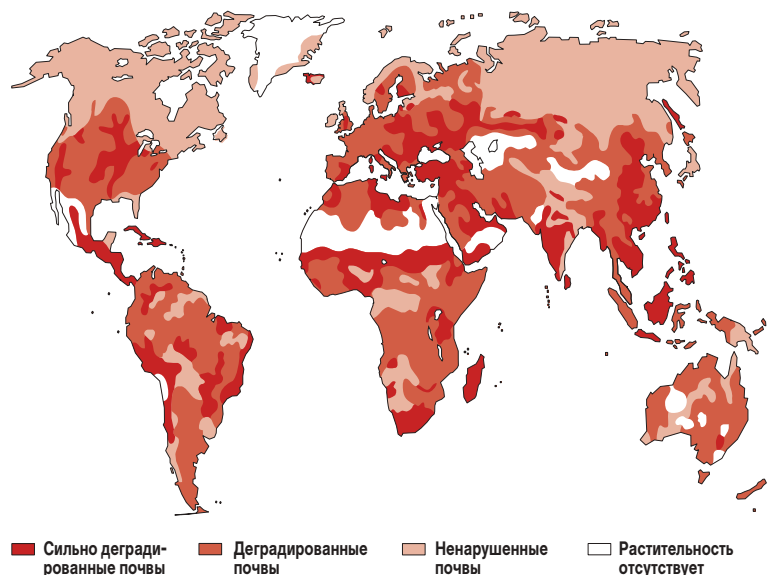 Сильно дегради-
рованные почвы
Деградированные
почвы
Ненарушенные
почвы
Растительность
отсутствует